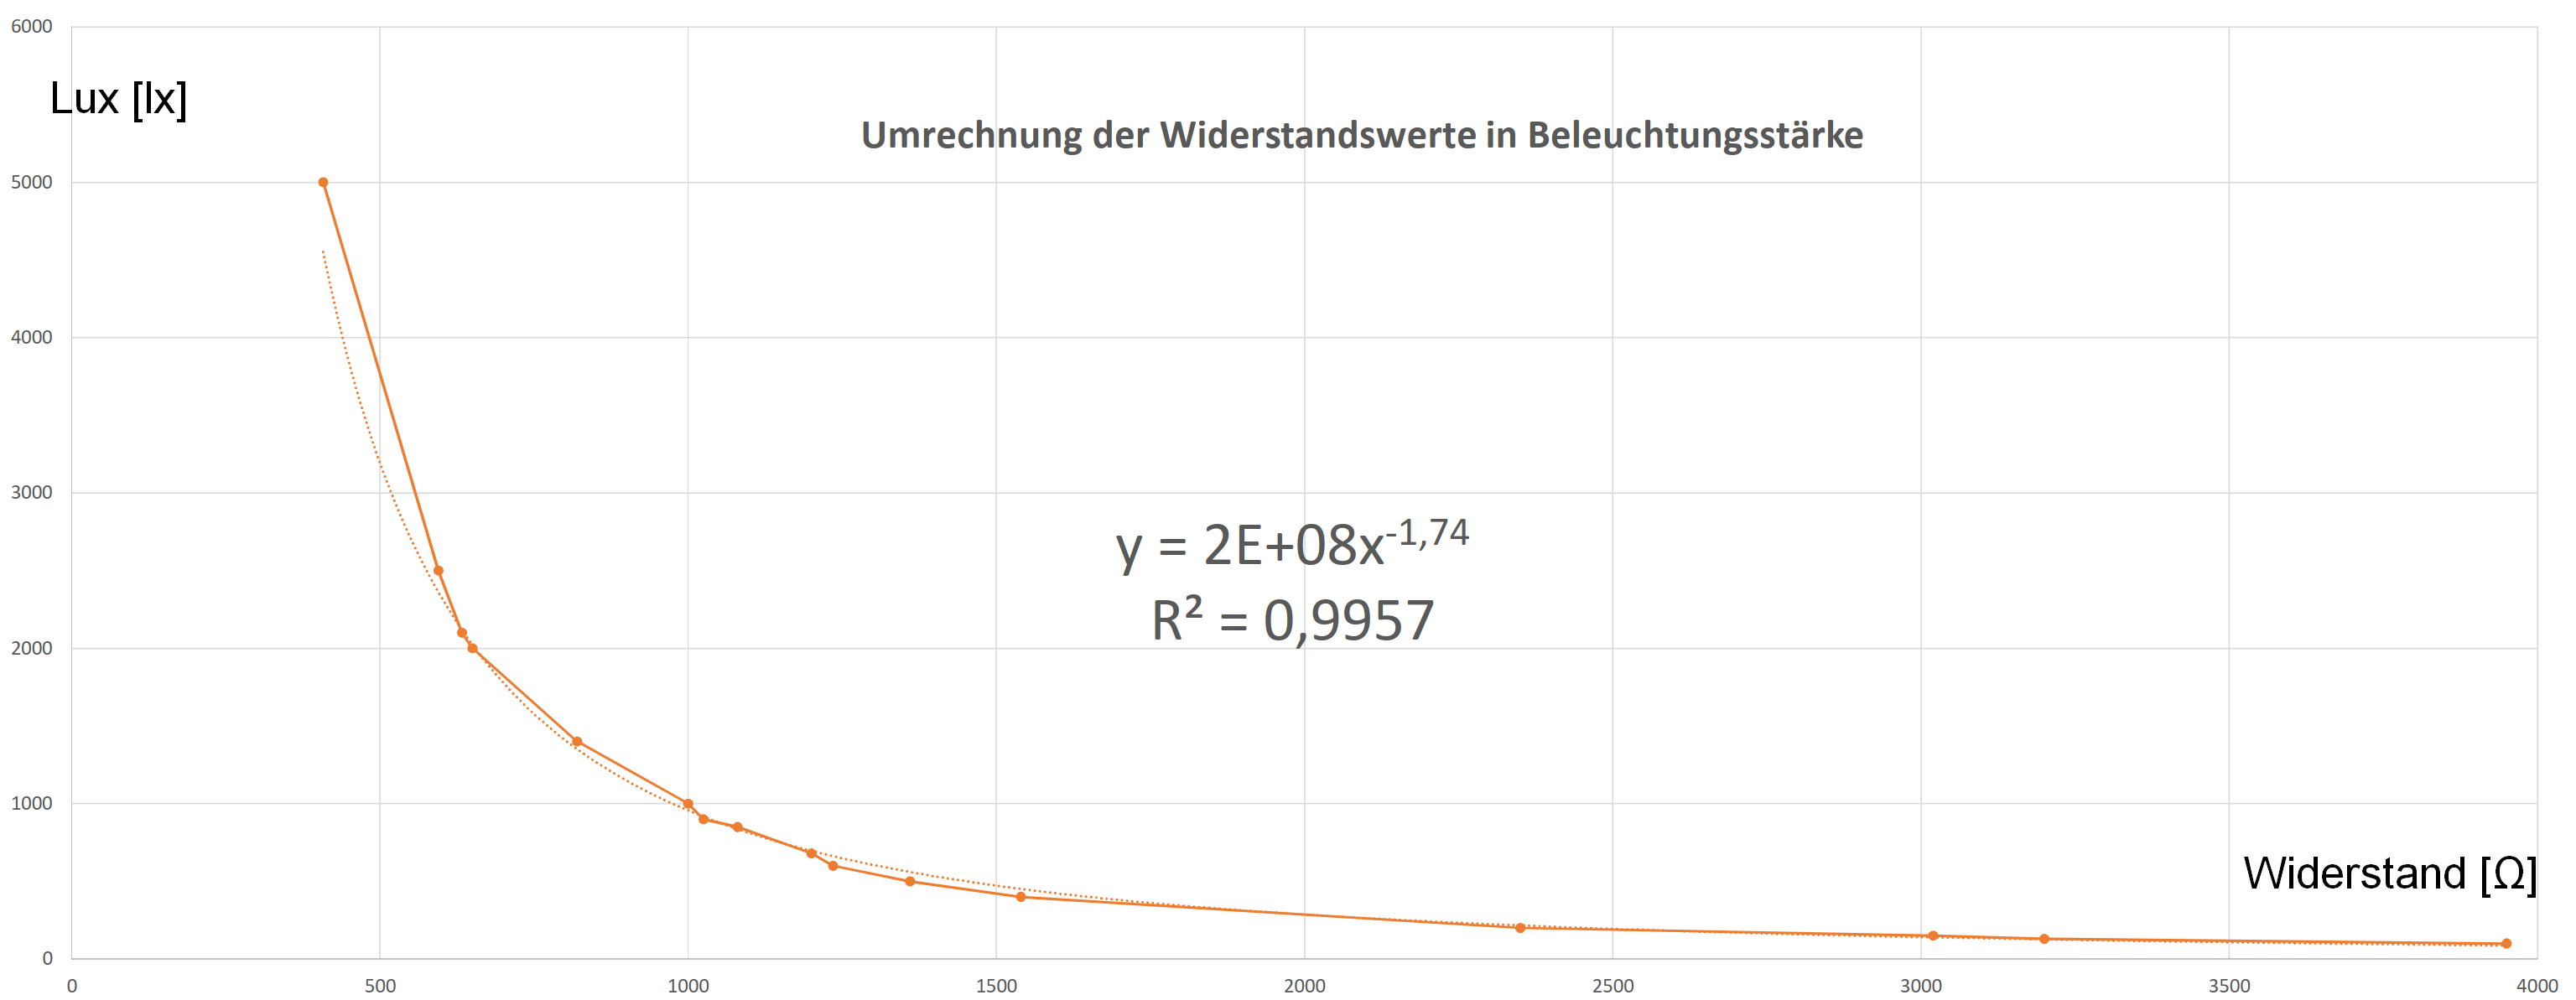 6000
Lux [lx]
Umrechnung der Widerstandswerte in Beleuchtungsstärke
5000
4000
3000
y = 2E+08x^-1,74
R² = 0,9957
2000
1000
Widerstand [Ω]
0
0 500 1000 1500 2000 2500 3000 3500 4000